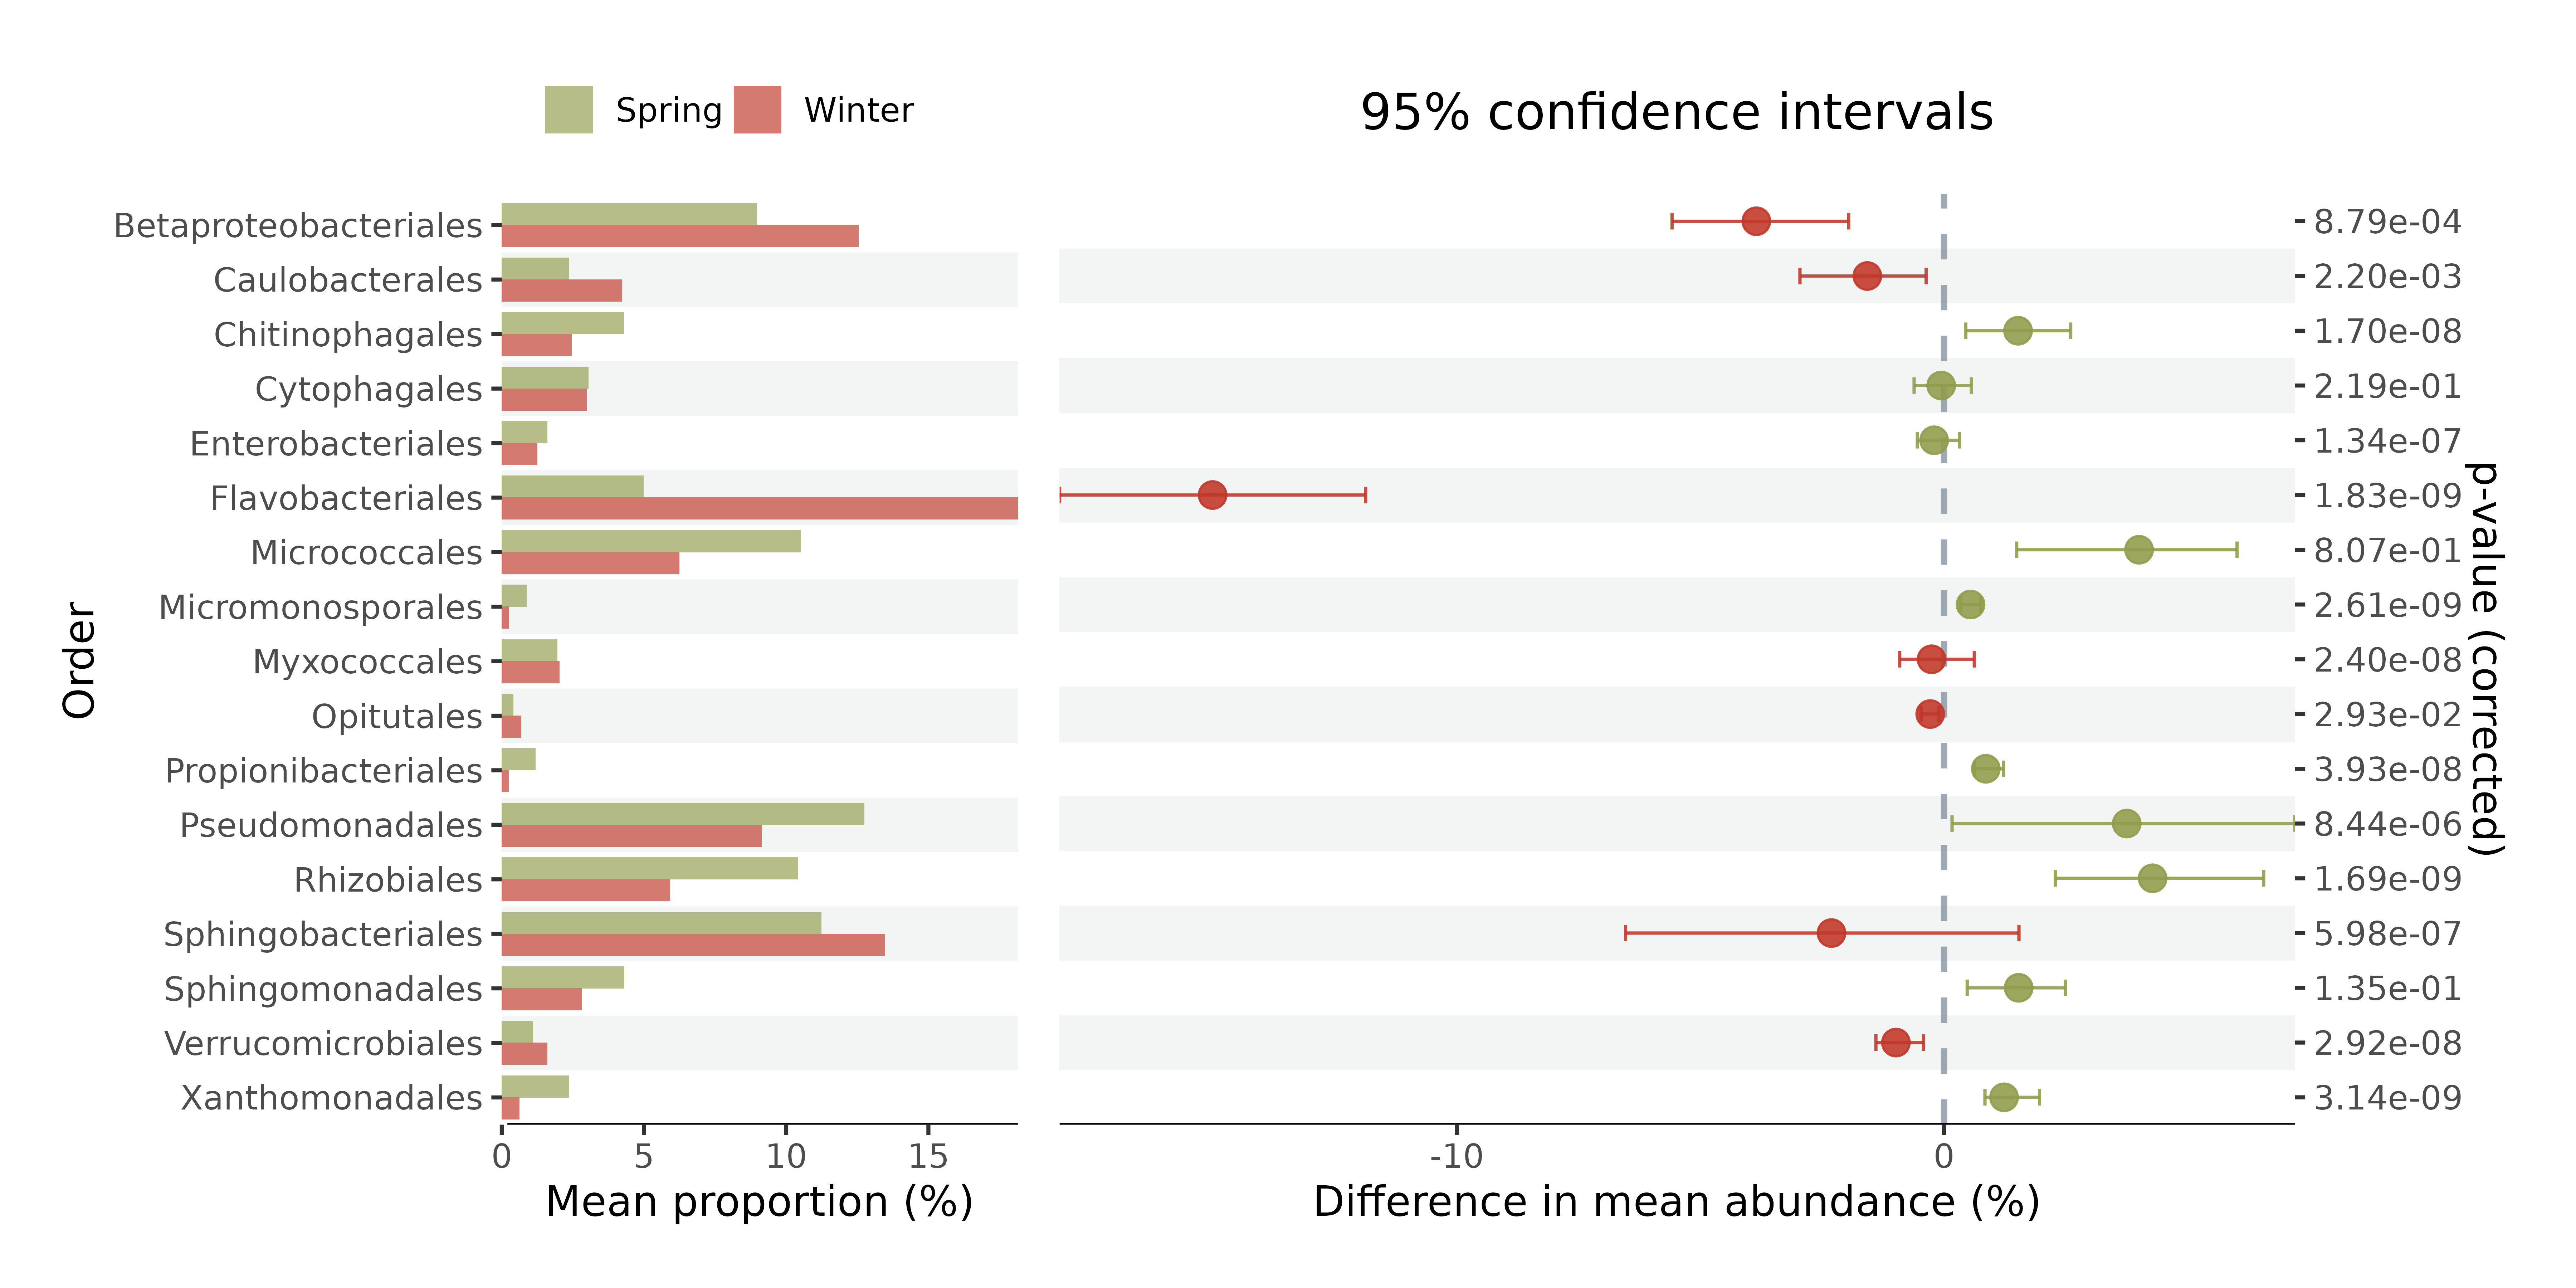 Spring Winter
95% confidence intervals
Order
Betaproteobacteriales
Caulobacterales
Chitinophagales
Cytophagales
Enterobacteriales
Flavobacteriales
Micrococcales
Micromonosporales
Myxococcales
Opitutales
Propionibacteriales
Pseudomonadales
Rhizobiales
Sphingobacteriales
Sphingomonadales
Verrucomicrobiales
Xanthomonadales
0 5 10 15
Mean proportion (%)
-10 0
Difference in mean abundance (%)
8.79e-04
2.20e-03
1.70e-08
2.19e-01
1.34e-07
1.83e-09
8.07e-01
2.61e-09
2.40e-08
2.93e-02
3.93e-08
8.44e-06
1.69e-09
5.98e-07
1.35e-01
2.92e-08
3.14e-09
p-value (corrected)